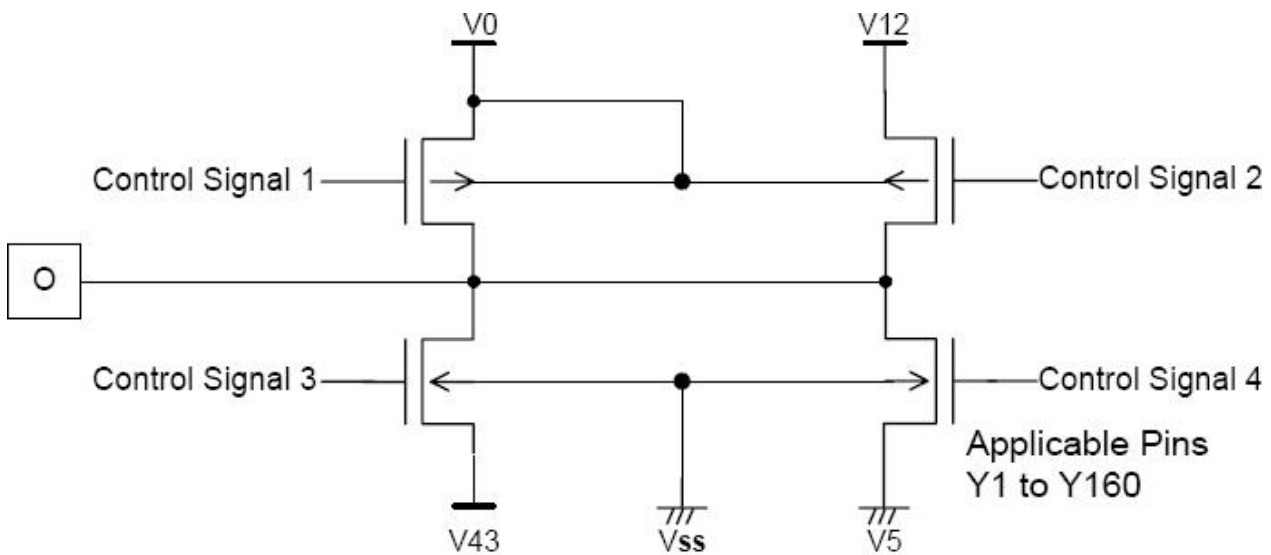 V0
V12
Control Signal 1
Control Signal 2
O
Control Signal 3
Control Signal 4
Applicable Pins
Y1 to Y160
V43
Vss
V5